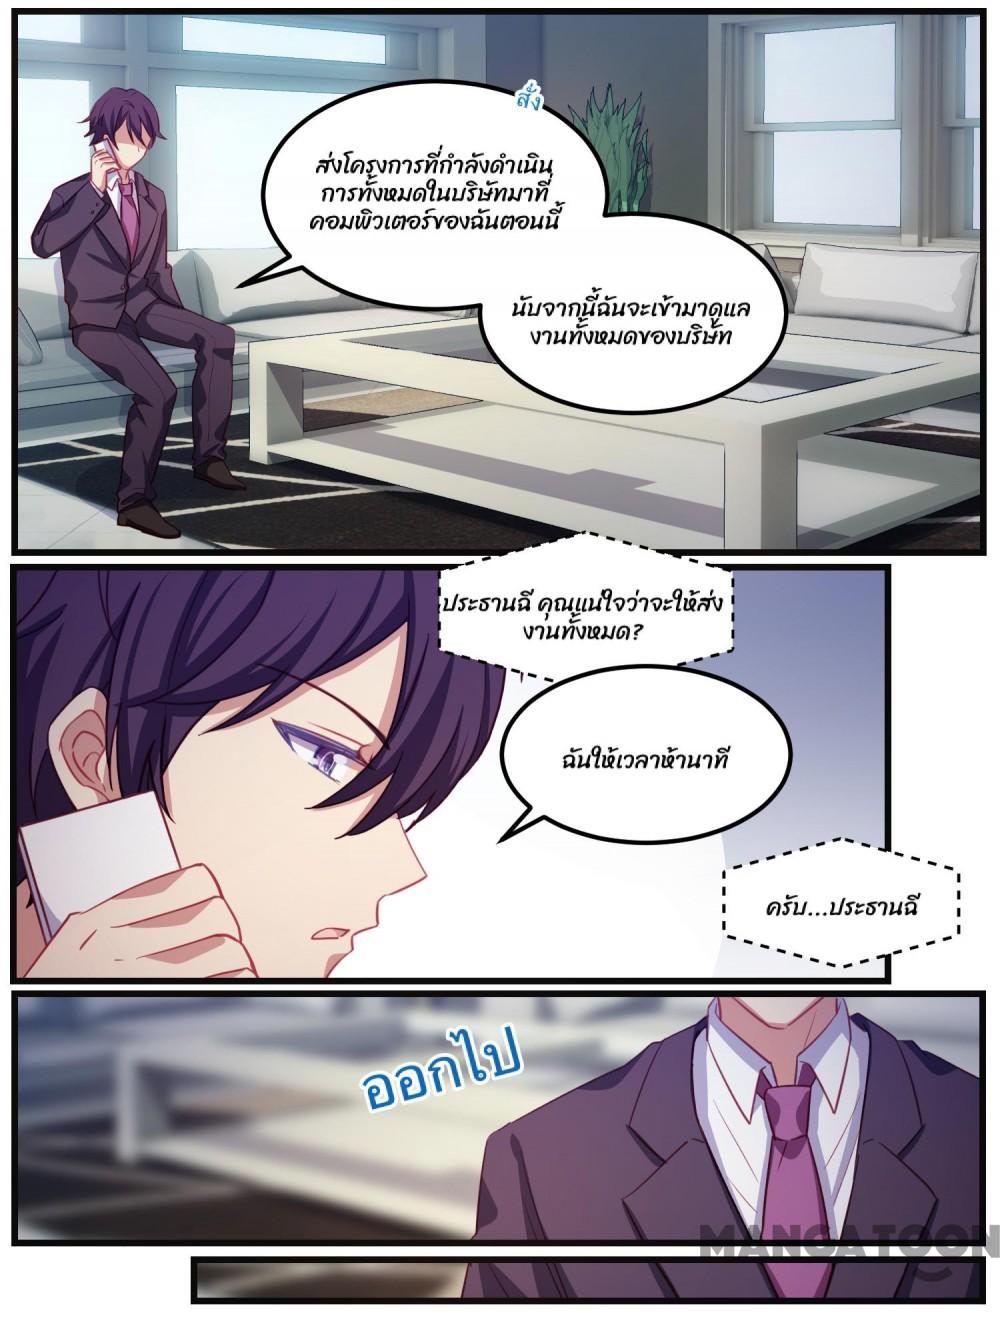 สั่ง
ส่งโครงการที่กำลังดำเนิน
การทั้งหมดในบริษัทมาที่
คอมพิวเตอร์ของฉันตอนนี้
นับจากนี้ฉันจะเข้ามาดูแล
งานทั้งหมดของบริษัท
ประธานฉี คุณแน่ใจว่าจะให้ส่ง
งานทั้งหมด?
ฉันให้เวลาห้านาที
ครับ...ประธานฉี
ออกไป
MANGATOON